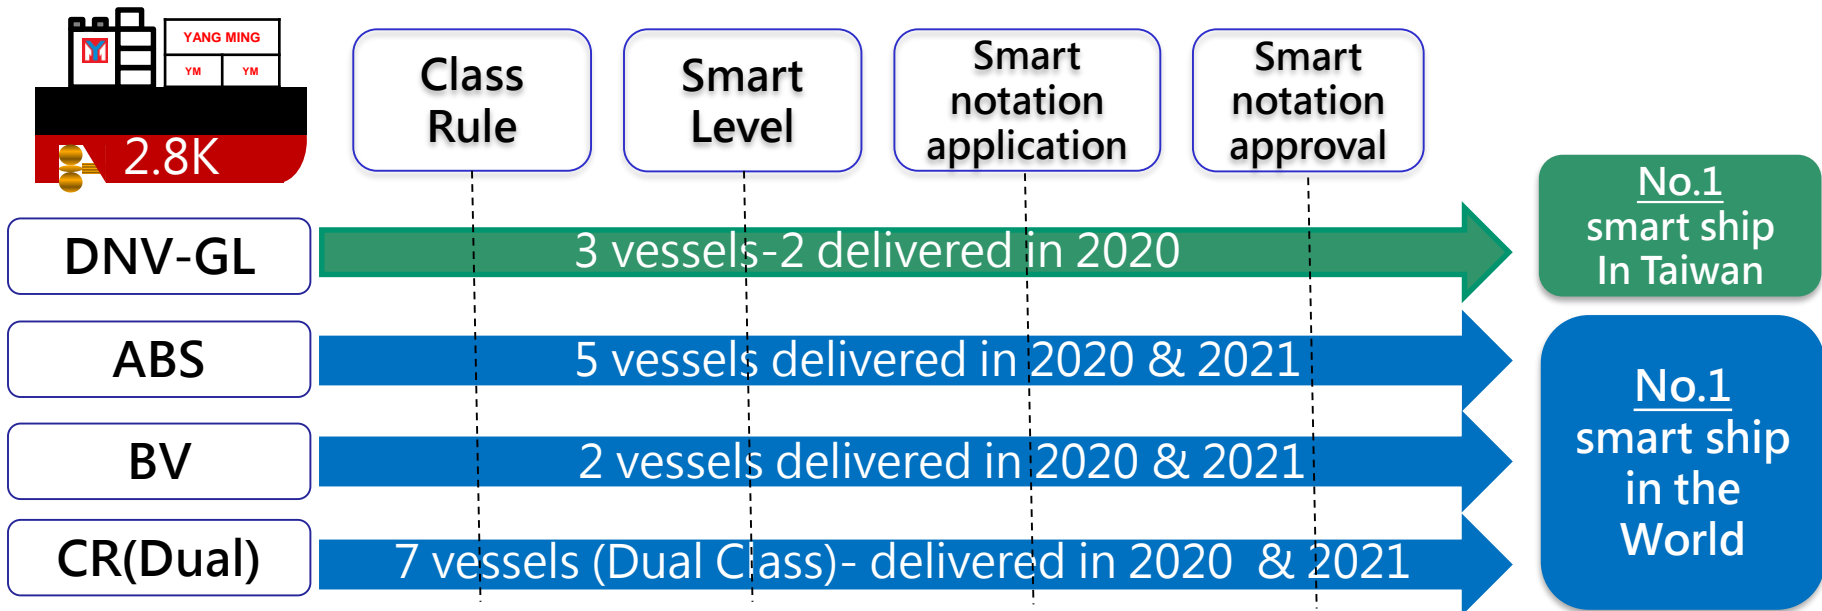 YANG MING
YM YM
2.8K
Class
Rule
Smart
Level
Smart
notation
application
Smart
notation
approval
DNV-GL
3 vessels-2 delivered in 2020
No.1
smart ship
In Taiwan
ABS
5 vessels delivered in 2020 & 2021
BV
2 vessels delivered in 2020 & 2021
CR(Dual)
7 vessels (Dual Class)- delivered in 2020 & 2021
No.1
smart ship
in the
World